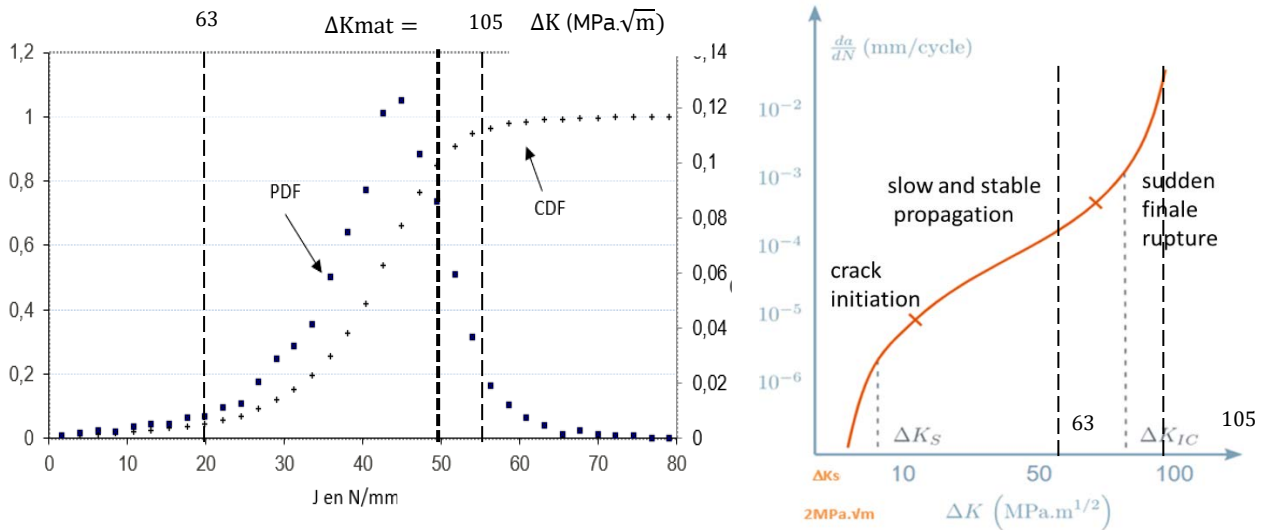 63 ΔKmat = 105 ΔK (MPa.√m)
1,2
1
0,8
0,6
0,4
0,2
0
0,14
0,12
0,1
0,08
0,06
0,04
0,02
0
PDF
CDF
0 10 20 30 40 50 60 70 80
J en N/mm
da/dN (mm/cycle)
10⁻²
10⁻³
10⁻⁴
10⁻⁵
10⁻⁶
slow and stable
propagation
sudden
finale
rupture
crack
initiation
63
105
ΔK_S
ΔK_IC
ΔKs
10 50 100
2MPa.√m
ΔK (MPa.m^{1/2})